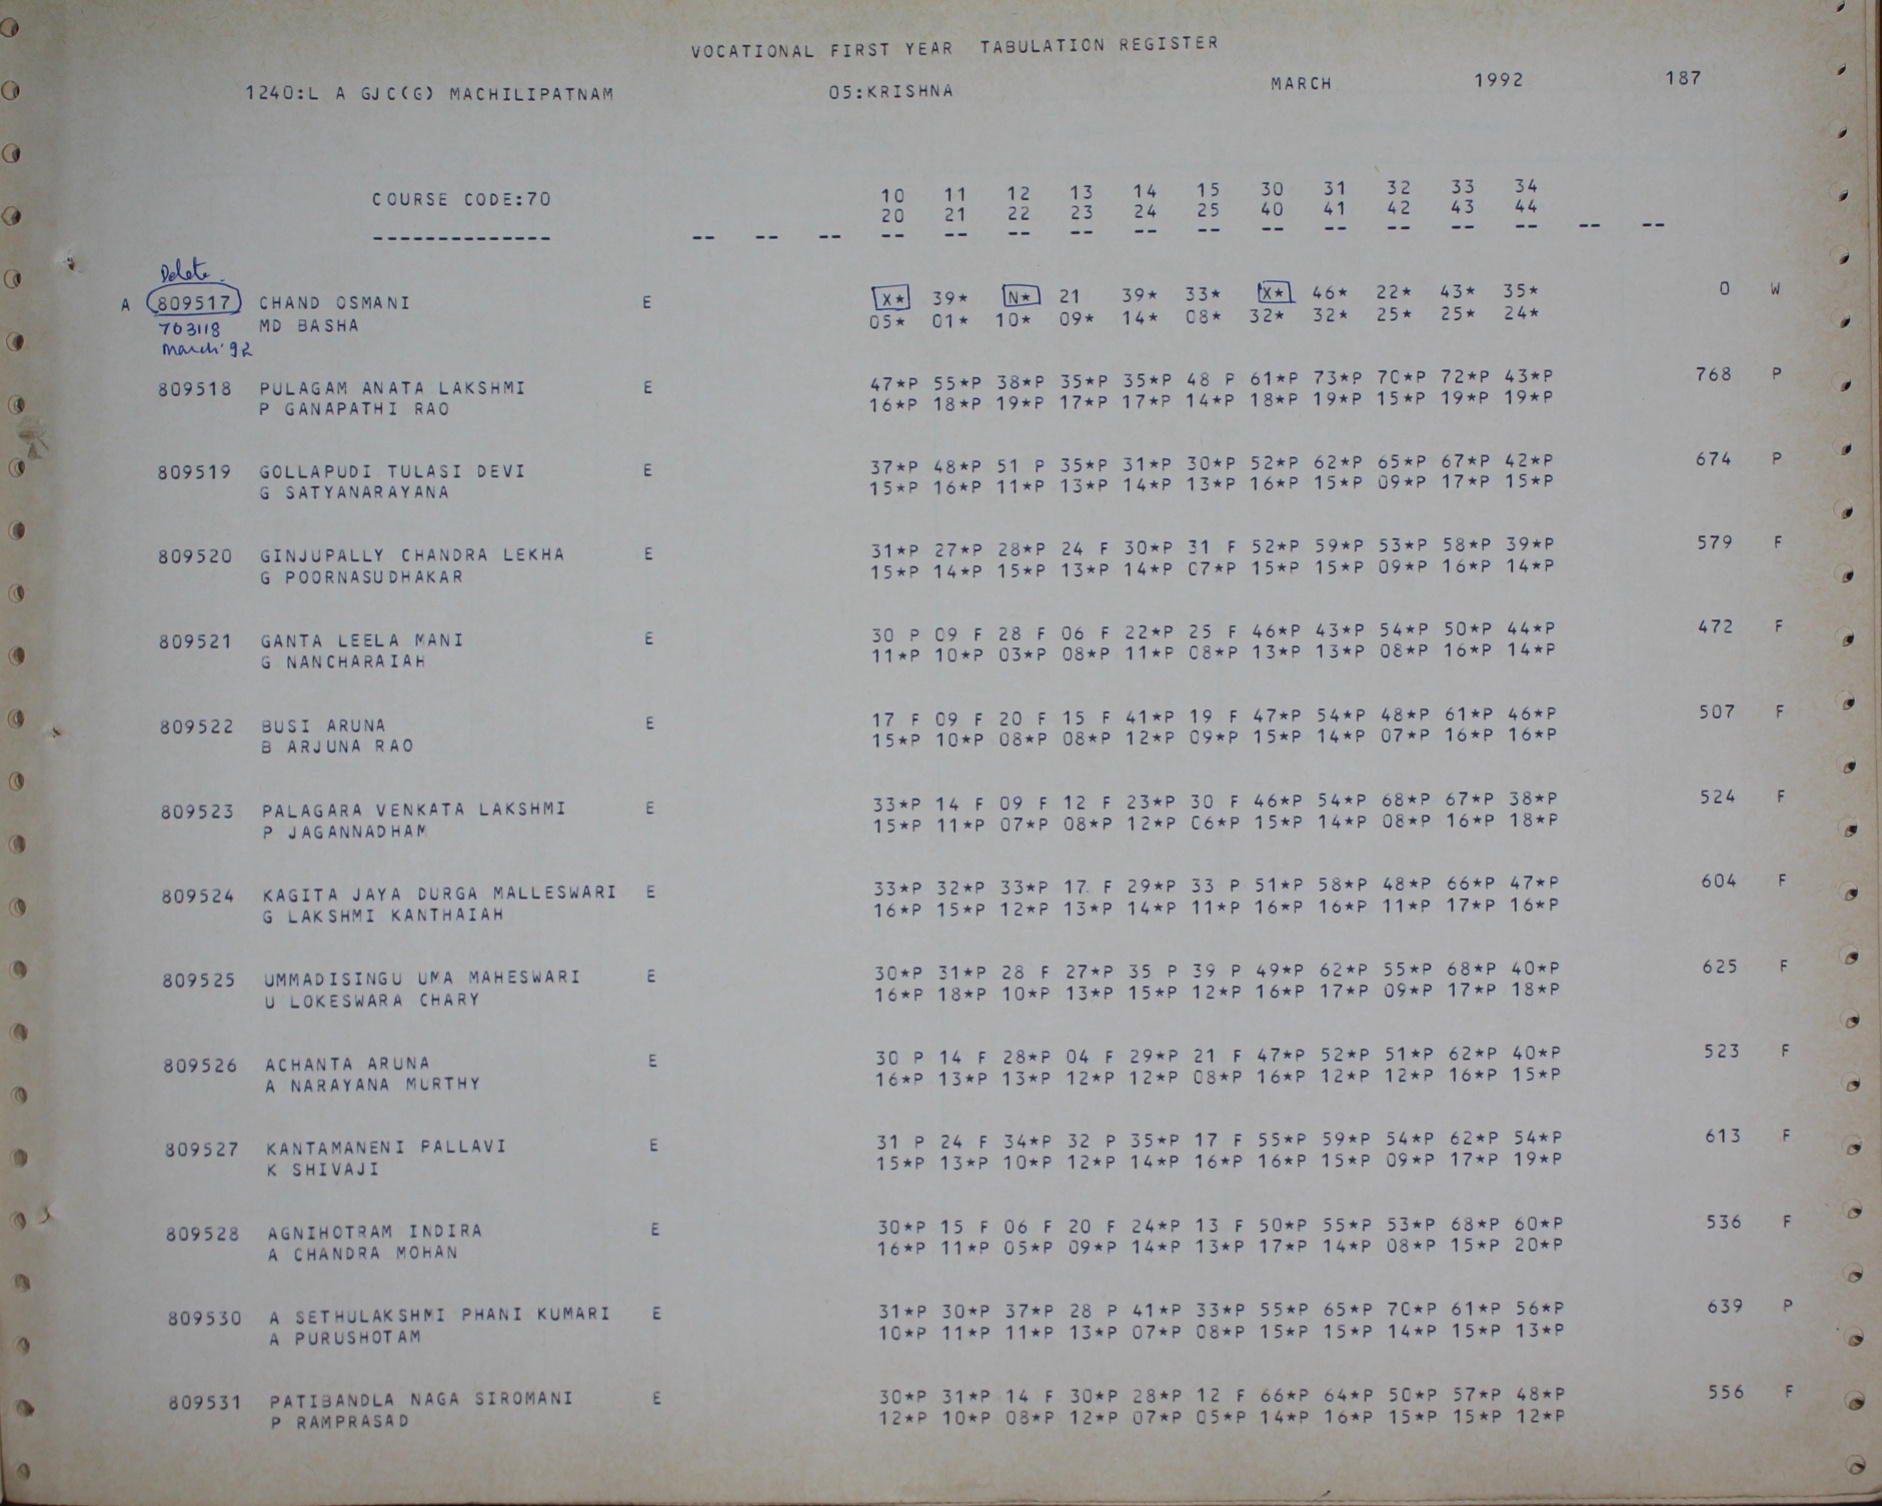 VOCATIONAL FIRST YEAR TABULATION REGISTER
1240:L A GJC(G) MACHILIPATNAM 05:KRISHNA MARCH 1992 187
COURSE CODE:70 10 11 12 13 14 15 30 31 32 33 34
20 21 22 23 24 25 40 41 42 43 44
-------------- -- -- -- -- -- -- -- -- -- -- -- -- -- -- -- --
Delete
A 809517 CHAND OSMANI E X* 39* N* 21 39* 33* X* 46* 22* 43* 35* 0 W
703118 MD BASHA 05* 01* 10* 09* 14* 08* 32* 32* 25* 25* 24*
March'92
809518 PULAGAM ANATA LAKSHMI E 47*P 55*P 38*P 35*P 35*P 48 P 61*P 73*P 70*P 72*P 43*P 768 P
P GANAPATHI RAO 16*P 18*P 19*P 17*P 17*P 14*P 18*P 19*P 15*P 19*P 19*P
809519 GOLLAPUDI TULASI DEVI E 37*P 48*P 51 P 35*P 31*P 30*P 52*P 62*P 65*P 67*P 42*P 674 P
G SATYANARAYANA 15*P 16*P 11*P 13*P 14*P 13*P 16*P 15*P 09*P 17*P 15*P
809520 GINJUPALLY CHANDRA LEKHA E 31*P 27*P 28*P 24 F 30*P 31 F 52*P 59*P 53*P 58*P 39*P 579 F
G POORNASUDHAKAR 15*P 14*P 15*P 13*P 14*P 07*P 15*P 15*P 09*P 16*P 14*P
809521 GANTA LEELA MANI E 30 P 09 F 28 F 06 F 22*P 25 F 46*P 43*P 54*P 50*P 44*P 472 F
G NANCHARAIAH 11*P 10*P 03*P 08*P 11*P 08*P 13*P 13*P 08*P 16*P 14*P
809522 BUSI ARUNA E 17 F 09 F 20 F 15 F 41*P 19 F 47*P 54*P 48*P 61*P 46*P 507 F
B ARJUNA RAO 15*P 10*P 08*P 08*P 12*P 09*P 15*P 14*P 07*P 16*P 16*P
809523 PALAGARA VENKATA LAKSHMI E 33*P 14 F 09 F 12 F 23*P 30 F 46*P 54*P 68*P 67*P 38*P 524 F
P JAGANNADHAM 15*P 11*P 07*P 08*P 12*P 06*P 15*P 14*P 08*P 16*P 18*P
809524 KAGITA JAYA DURGA MALLESWARI E 33*P 32*P 33*P 17 F 29*P 33 P 51*P 58*P 48*P 66*P 47*P 604 F
G LAKSHMI KANTHAIAH 16*P 15*P 12*P 13*P 14*P 11*P 16*P 16*P 11*P 17*P 16*P
809525 UMMADISINGU UMA MAHESWARI E 30*P 31*P 28 F 27*P 35 P 39 P 49*P 62*P 55*P 68*P 40*P 625 F
U LOKESWARA CHARY 16*P 18*P 10*P 13*P 15*P 12*P 16*P 17*P 09*P 17*P 18*P
809526 ACHANTA ARUNA E 30 P 14 F 28*P 04 F 29*P 21 F 47*P 52*P 51*P 62*P 40*P 523 F
A NARAYANA MURTHY 16*P 13*P 13*P 12*P 12*P 08*P 16*P 12*P 12*P 16*P 15*P
809527 KANTAMANENI PALLAVI E 31 P 24 F 34*P 32 P 35*P 17 F 55*P 59*P 54*P 62*P 54*P 613 F
K SHIVAJI 15*P 13*P 10*P 12*P 14*P 16*P 16*P 15*P 09*P 17*P 19*P
809528 AGNIHOTRAM INDIRA E 30*P 15 F 06 F 20 F 24*P 13 F 50*P 55*P 53*P 68*P 60*P 536 F
A CHANDRA MOHAN 16*P 11*P 05*P 09*P 14*P 13*P 17*P 14*P 08*P 15*P 20*P
809530 A SETHULAKSHMI PHANI KUMARI E 31*P 30*P 37*P 28 P 41*P 33*P 55*P 65*P 70*P 61*P 56*P 639 P
A PURUSHOTAM 10*P 11*P 11*P 13*P 07*P 08*P 15*P 15*P 14*P 15*P 13*P
809531 PATIBANDLA NAGA SIROMANI E 30*P 31*P 14 F 30*P 28*P 12 F 66*P 64*P 50*P 57*P 48*P 556 F
P RAMPRASAD 12*P 10*P 08*P 12*P 07*P 05*P 14*P 16*P 15*P 15*P 12*P